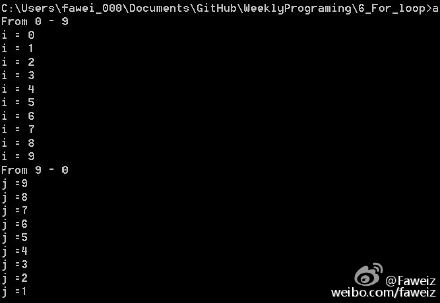 C:\Users\fawei_000\Documents\GitHub\WeeklyPrograming\6_For_loop>a
From 0 - 9
i = 0
i = 1
i = 2
i = 3
i = 4
i = 5
i = 6
i = 7
i = 8
i = 9
From 9 - 0
j =9
j =8
j =7
j =6
j =5
j =4
j =3
j =2
j =1
@Faweiz
weibo.com/faweiz